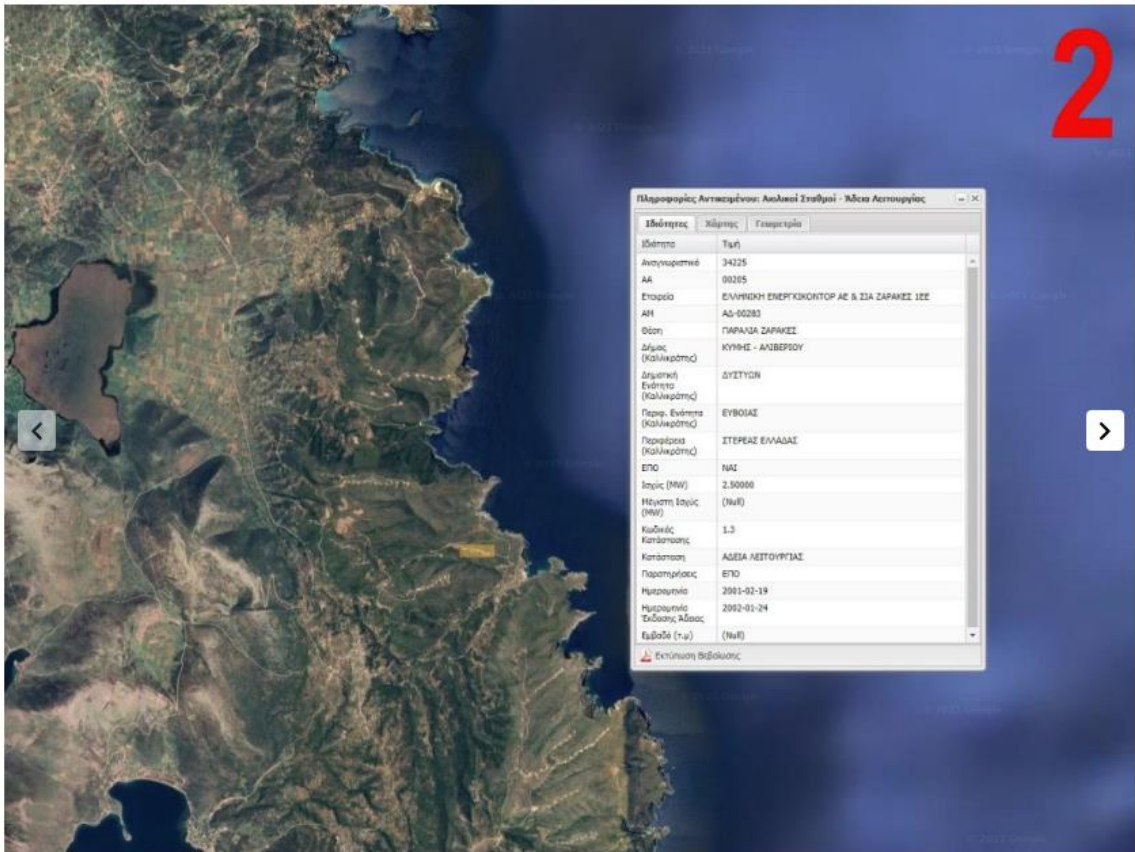 2
Πληροφορίες Αντικειμένου: Αιολικοί Σταθμοί - Άδεια Λειτουργίας
Ιδιότητες Χάρτης Γεωμετρία
Ιδιότητα Τιμή
Αναγνωριστικό 34225
ΑΑ 00205
Εταιρεία ΕΛΛΗΝΙΚΗ ΕΝΕΡΓΚΙΚΟΝΤΟΡ ΑΕ & ΣΙΑ ΖΑΡΑΚΕΣ 1ΕΕ
ΑΜ ΑΔ-00283
Θέση ΠΑΡΑΛΙΑ ΖΑΡΑΚΕΣ
Δήμος
(Καλλικράτης) ΚΥΜΗΣ - ΑΛΙΒΕΡΙΟΥ
Δημοτική
Ενότητα
(Καλλικράτης) ΔΥΣΤΥΩΝ
Περιφ. Ενότητα
(Καλλικράτης) ΕΥΒΟΙΑΣ
Περιφέρεια
(Καλλικράτης) ΣΤΕΡΕΑΣ ΕΛΛΑΔΑΣ
ΕΠΟ ΝΑΙ
Ισχύς (MW) 2.50000
Μέγιστη Ισχύς
(MW) (Null)
Κωδικός
Κατάστασης 1.3
Κατάσταση ΑΔΕΙΑ ΛΕΙΤΟΥΡΓΙΑΣ
Παρατηρήσεις ΕΠΟ
Ημερομηνία 2001-02-19
Ημερομηνία
Έκδοσης Άδειας 2002-01-24
Εμβαδό (τ.μ) (Null)
Εκτύπωση Βεβαίωσης